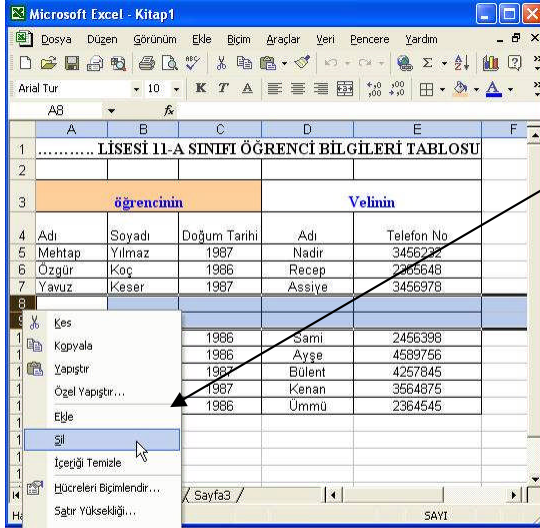 Microsoft Excel - Kitap1
Dosya Düzen Görünüm Ekle Biçim Araçlar Veri Pencere Yardım
Arial Tur 10 K T A
A8 fx
A B C D E F
1 ........... LİSESİ 11-A SINIFI ÖĞRENCİ BİLGİLERİ TABLOSU
2
3 öğrencinin Velinin
4 Adı Soyadı Doğum Tarihi Adı Telefon No
5 Mehtap Yılmaz 1987 Nadir 3456232
6 Özgür Koç 1986 Recep 2365648
7 Yavuz Keser 1987 Assiye 3456978
8
9
1986 Sami 2456398
1986 Ayşe 4589756
1987 Bülent 4257845
1987 Kenan 3564875
1986 Ümmü 2364545
Kes
Kopyala
Yapıştır
Özel Yapıştır...
Ekle
Sil
İçeriği Temizle
Hücreleri Biçimlendir...
Satır Yüksekliği...
Sayfa3
SAYI